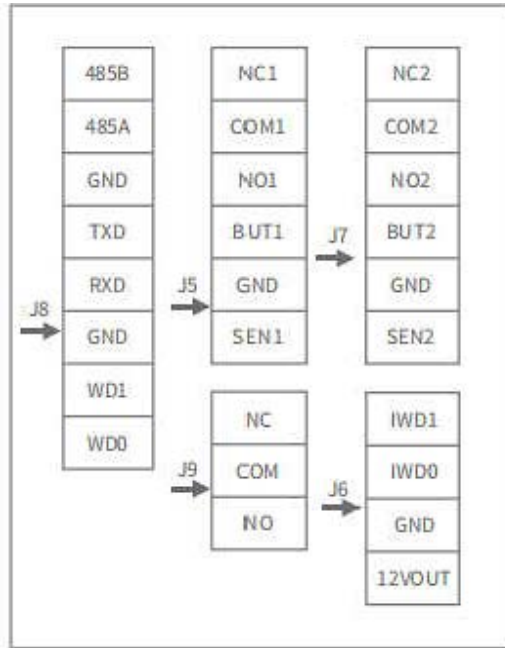 J8
485B
485A
GND
TXD
RXD
GND
WD1
WD0
J5
NC1
COM1
NO1
BUT1
GND
SEN1
J7
NC2
COM2
NO2
BUT2
GND
SEN2
J9
NC
COM
NO
J6
IWD1
IWD0
GND
12VOUT